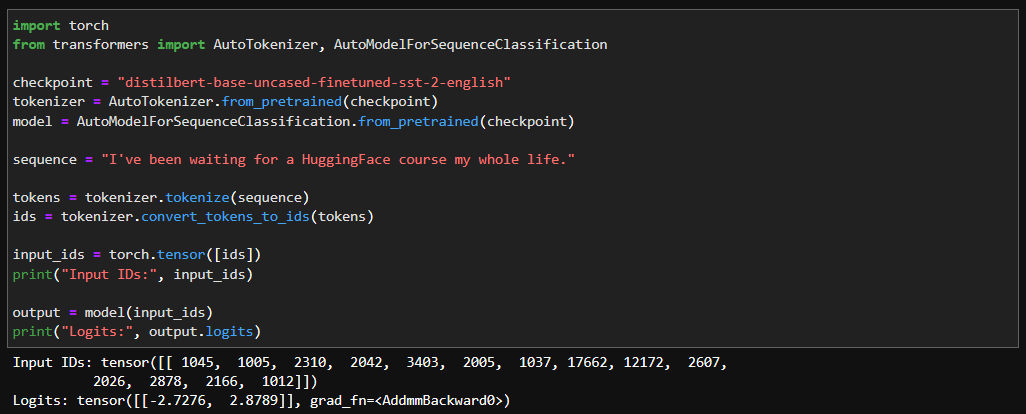 import torch
from transformers import AutoTokenizer, AutoModelForSequenceClassification

checkpoint = "distilbert-base-uncased-finetuned-sst-2-english"
tokenizer = AutoTokenizer.from_pretrained(checkpoint)
model = AutoModelForSequenceClassification.from_pretrained(checkpoint)

sequence = "I've been waiting for a HuggingFace course my whole life."

tokens = tokenizer.tokenize(sequence)
ids = tokenizer.convert_tokens_to_ids(tokens)

input_ids = torch.tensor([ids])
print("Input IDs:", input_ids)

output = model(input_ids)
print("Logits:", output.logits)
Input IDs: tensor([[ 1045,  1005,  2310,  2042,  3403,  2005,  1037, 17662, 12172,  2607,
          2026,  2878,  2166,  1012]])
Logits: tensor([[-2.7276,  2.8789]], grad_fn=<AddmmBackward0>)